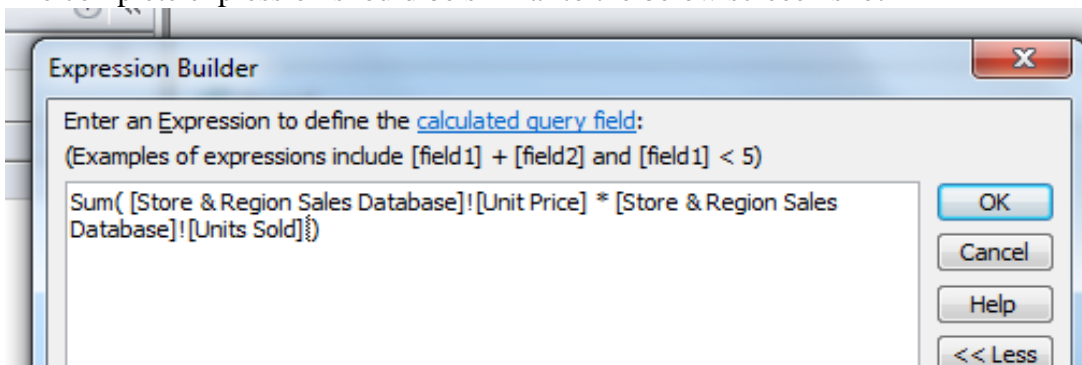 Expression Builder
Enter an Expression to define the calculated query field:
(Examples of expressions include [field1] + [field2] and [field1] < 5)
Sum( [Store & Region Sales Database]![Unit Price] * [Store & Region Sales
Database]![Units Sold])
OK
Cancel
Help
<< Less